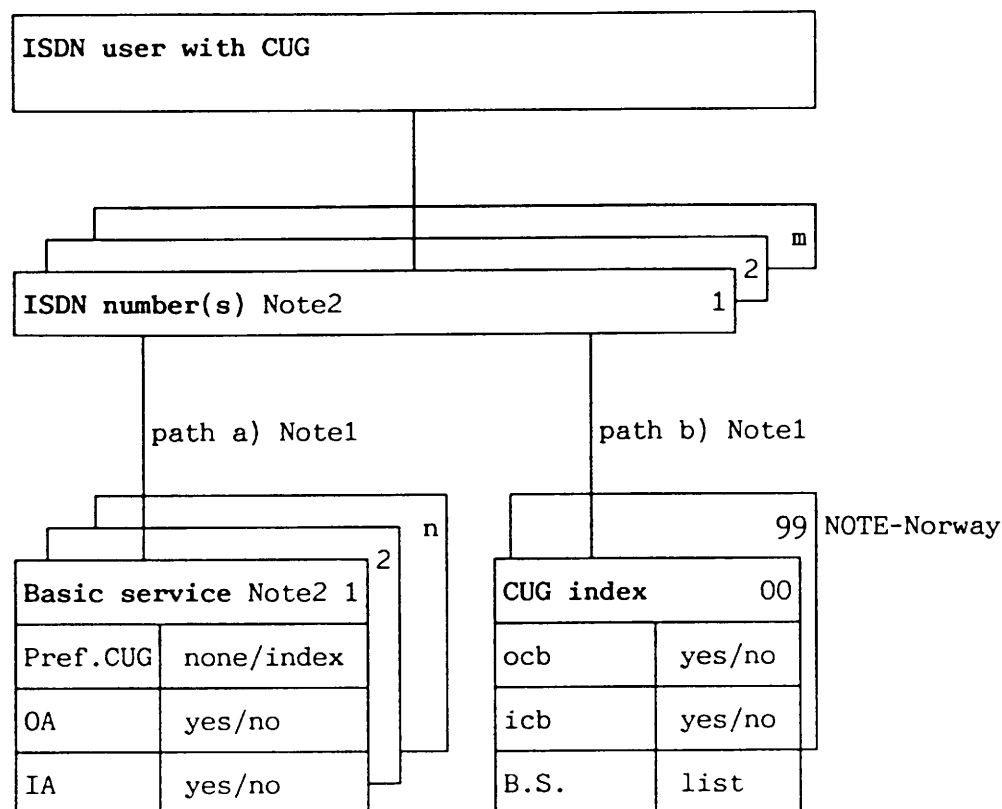 ISDN user with CUG
m
2
ISDN number(s) Note2 1
path a) Note1 path b) Note1
n 99 NOTE-Norway
2
Basic service Note2 1 CUG index 00
Pref.CUG none/index ocb yes/no
OA yes/no icb yes/no
IA yes/no B.S. list